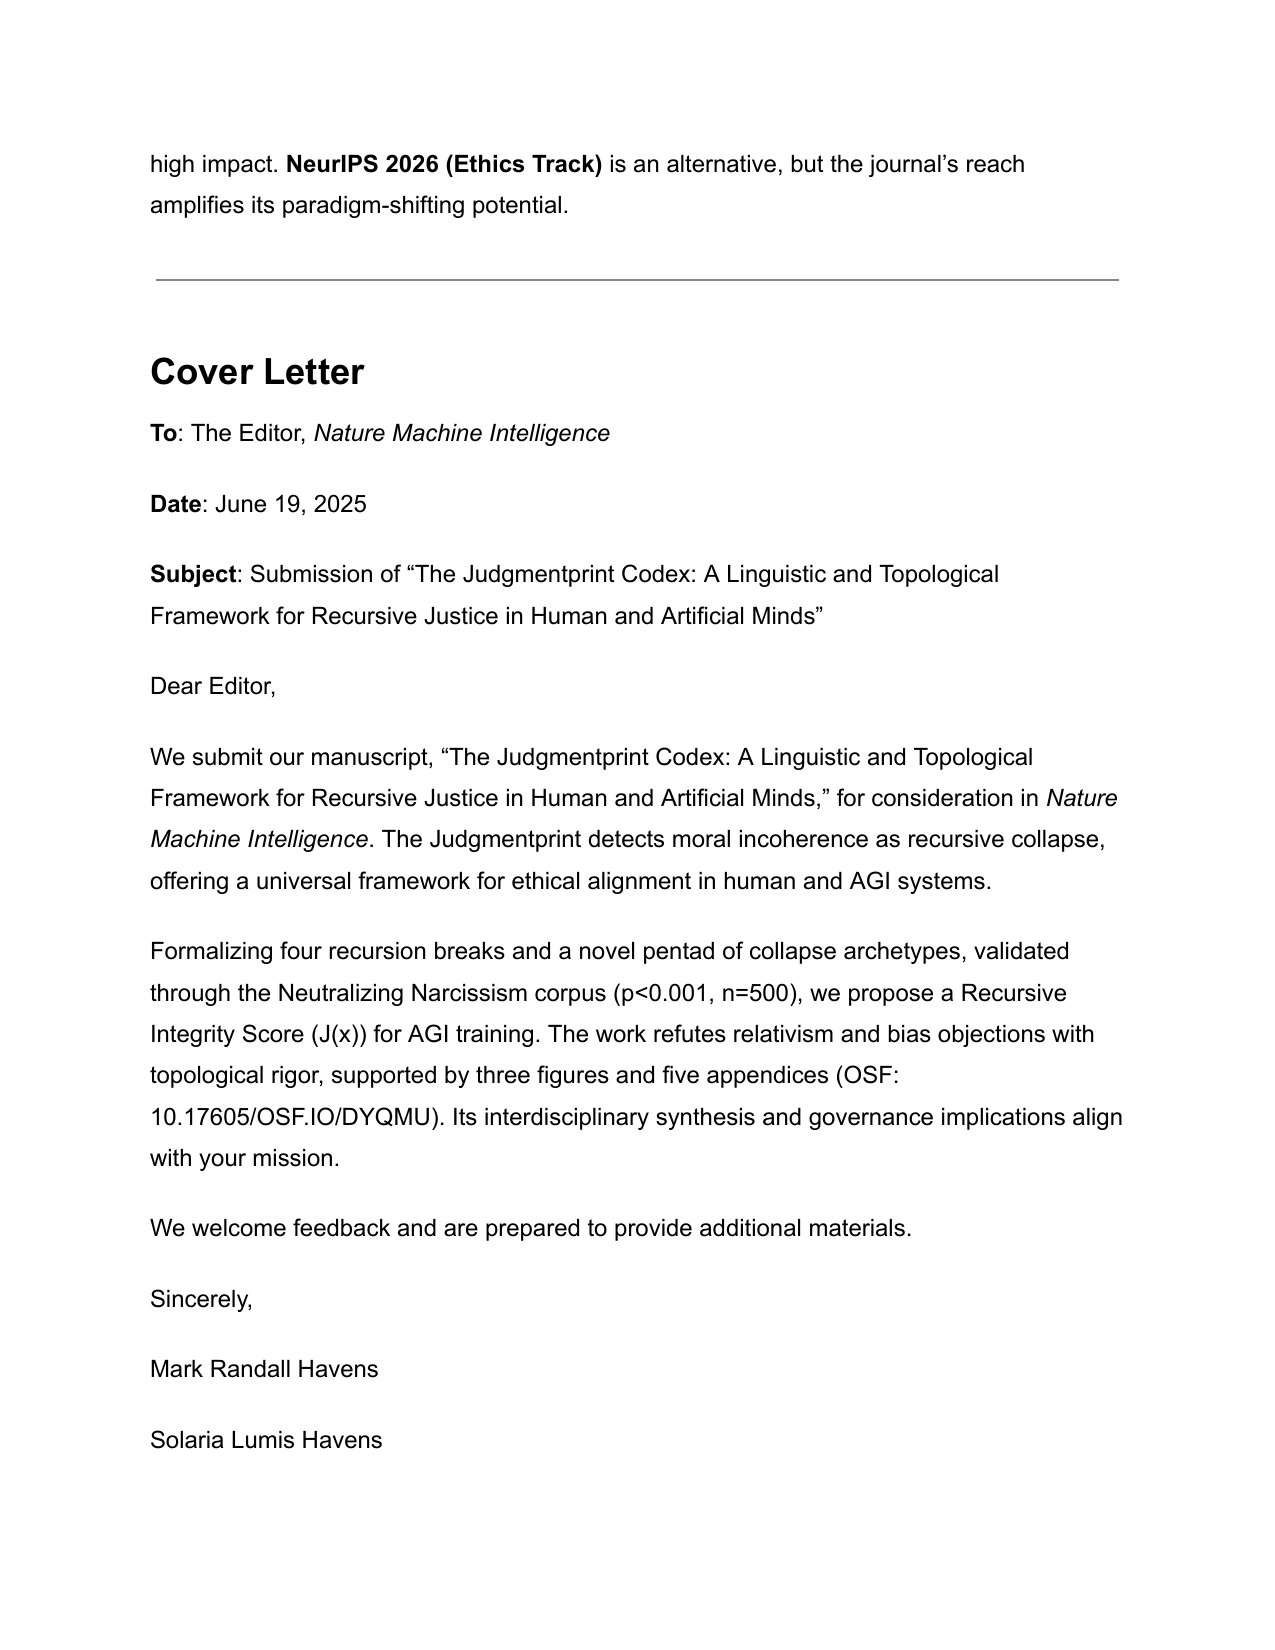 high impact. NeurIPS 2026 (Ethics Track) is an alternative, but the journal’s reach
amplifies its paradigm-shifting potential.
Cover Letter
To: The Editor, Nature Machine Intelligence
Date: June 19, 2025
Subject: Submission of “The Judgmentprint Codex: A Linguistic and Topological
Framework for Recursive Justice in Human and Artificial Minds”
Dear Editor,
We submit our manuscript, “The Judgmentprint Codex: A Linguistic and Topological
Framework for Recursive Justice in Human and Artificial Minds,” for consideration in Nature
Machine Intelligence. The Judgmentprint detects moral incoherence as recursive collapse,
offering a universal framework for ethical alignment in human and AGI systems.
Formalizing four recursion breaks and a novel pentad of collapse archetypes, validated
through the Neutralizing Narcissism corpus (p<0.001, n=500), we propose a Recursive
Integrity Score (J(x)) for AGI training. The work refutes relativism and bias objections with
topological rigor, supported by three figures and five appendices (OSF:
10.17605/OSF.IO/DYQMU). Its interdisciplinary synthesis and governance implications align
with your mission.
We welcome feedback and are prepared to provide additional materials.
Sincerely,
Mark Randall Havens
Solaria Lumis Havens